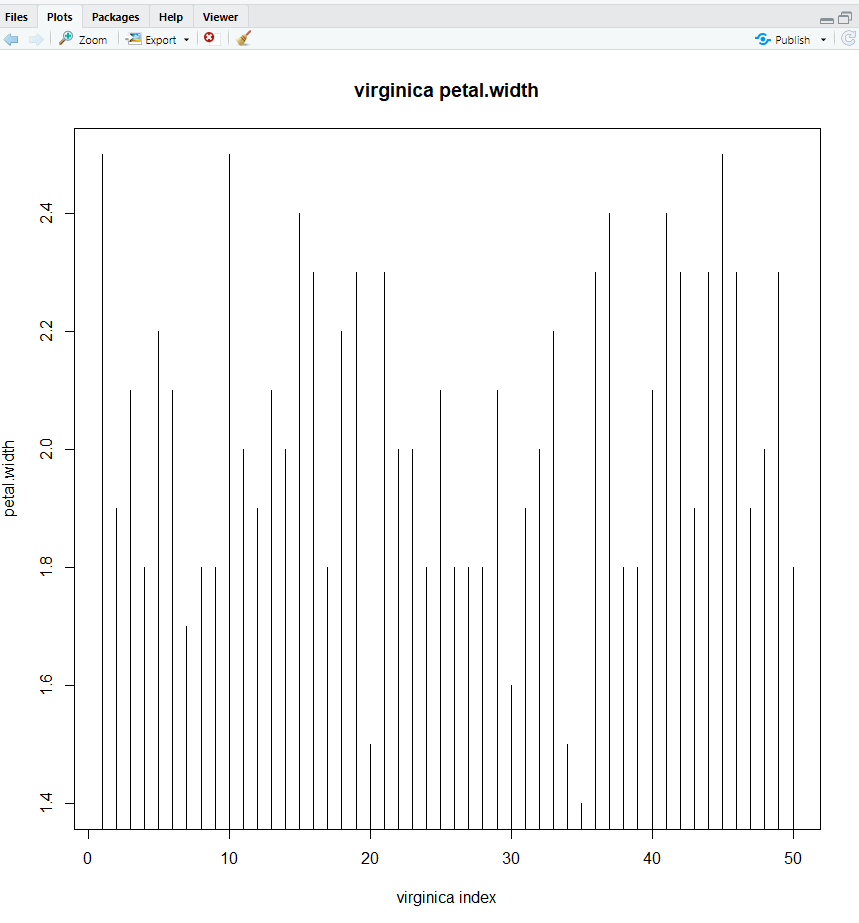 Files Plots Packages Help Viewer
Zoom Export Publish
virginica petal.width
petal.width
2.4
2.2
2.0
1.8
1.6
1.4
0 10 20 30 40 50
virginica index